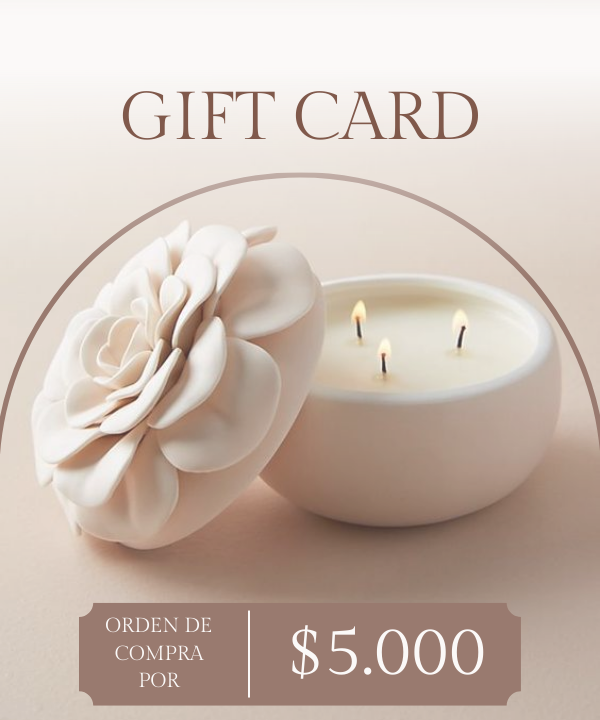 GIFT CARD
ORDEN DE
COMPRA
POR
$5.000